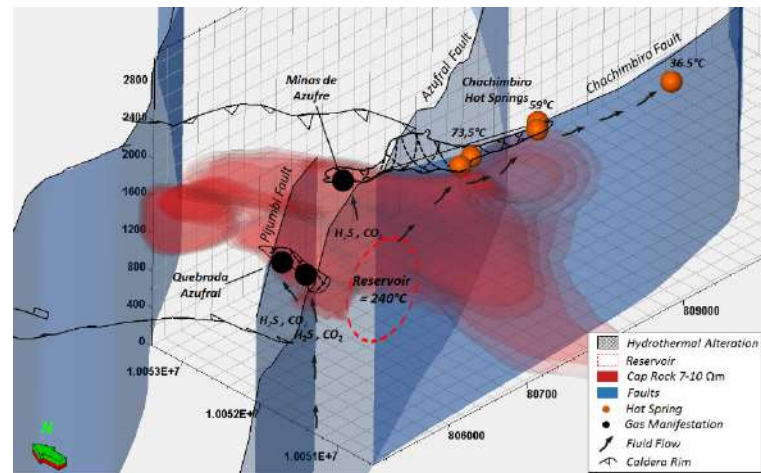 2800
2400
2000
1600
1200
800
400
0
1.0053E+7
1.0052E+7
1.0051E+7
806000
80700
809000
Minas de
Azufre
Azufral Fault
Chachimbiro
Hot Springs
Chachimbiro Fault
36.5°C
59°C
73,5°C
Pijumbi Fault
H₂S, CO
Quebrada
Azufral
H₂S, CO
H₂S, CO₂
Reservoir
= 240°C
N
Hydrothermal Alteration
Reservoir
Cap Rock 7-10 Ωm
Faults
Hot Spring
Gas Manifestation
Fluid Flow
Caldera Rim